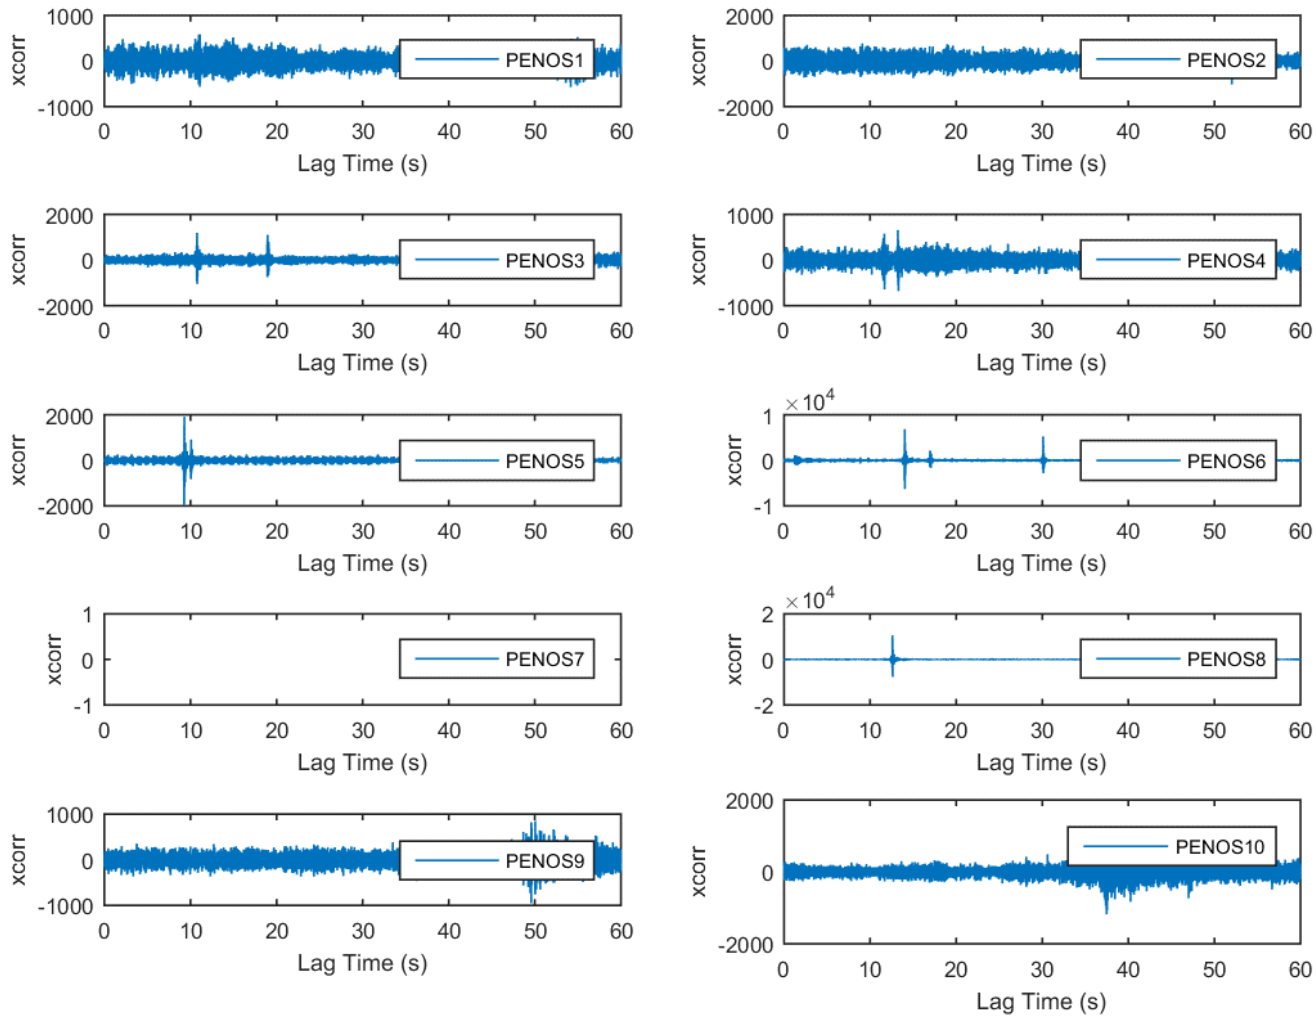 1000
0
-1000
xcorr
PENOS1
0 10 20 30 40 50 60
Lag Time (s)
2000
0
-2000
xcorr
PENOS2
0 10 20 30 40 50 60
Lag Time (s)
2000
0
-2000
xcorr
PENOS3
0 10 20 30 40 50 60
Lag Time (s)
1000
0
-1000
xcorr
PENOS4
0 10 20 30 40 50 60
Lag Time (s)
2000
0
-2000
xcorr
PENOS5
0 10 20 30 40 50 60
Lag Time (s)
×10⁴
1
0
-1
xcorr
PENOS6
0 10 20 30 40 50 60
Lag Time (s)
1
0
-1
xcorr
PENOS7
0 10 20 30 40 50 60
Lag Time (s)
×10⁴
2
0
-2
xcorr
PENOS8
0 10 20 30 40 50 60
Lag Time (s)
1000
0
-1000
xcorr
PENOS9
0 10 20 30 40 50 60
Lag Time (s)
2000
0
-2000
xcorr
PENOS10
0 10 20 30 40 50 60
Lag Time (s)